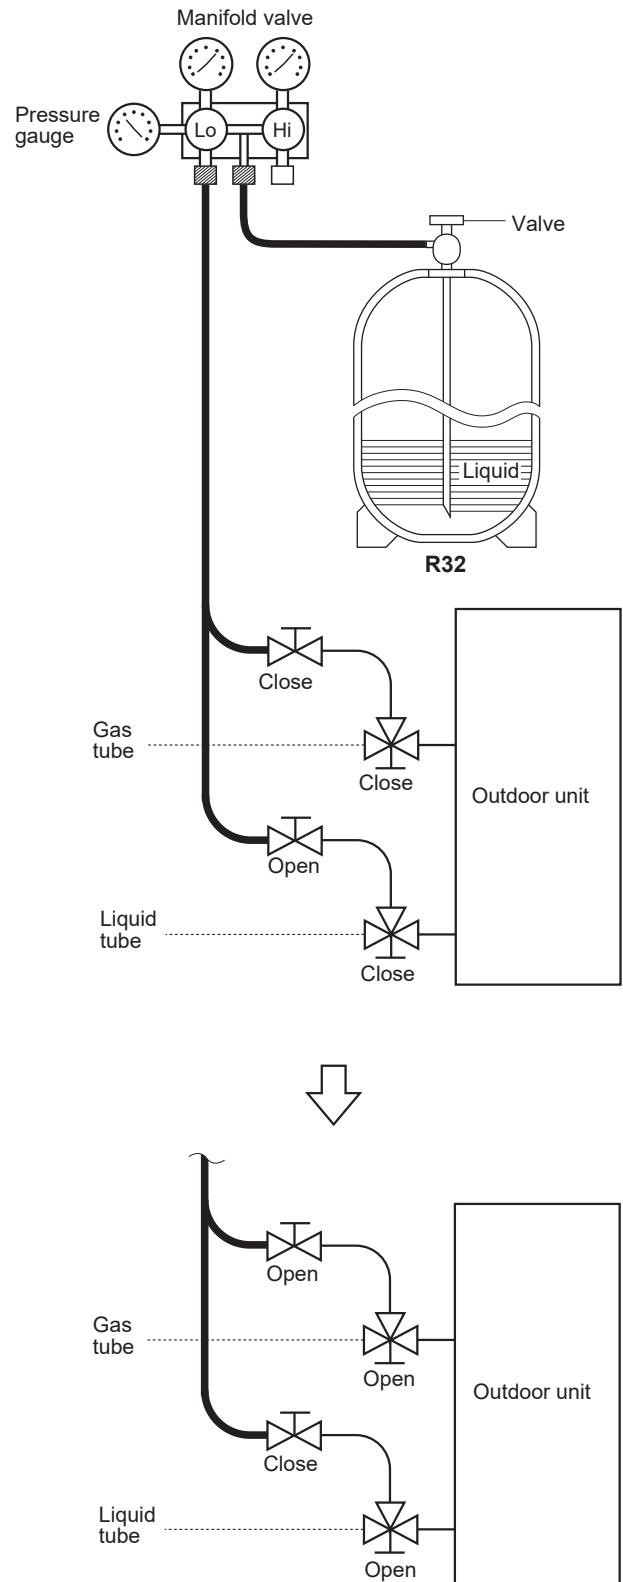 Manifold valve
Pressure
gauge
Lo
Hi
Valve
Liquid
R32
Close
Gas
tube
Close
Outdoor unit
Open
Liquid
tube
Close
Open
Gas
tube
Open
Outdoor unit
Close
Liquid
tube
Open